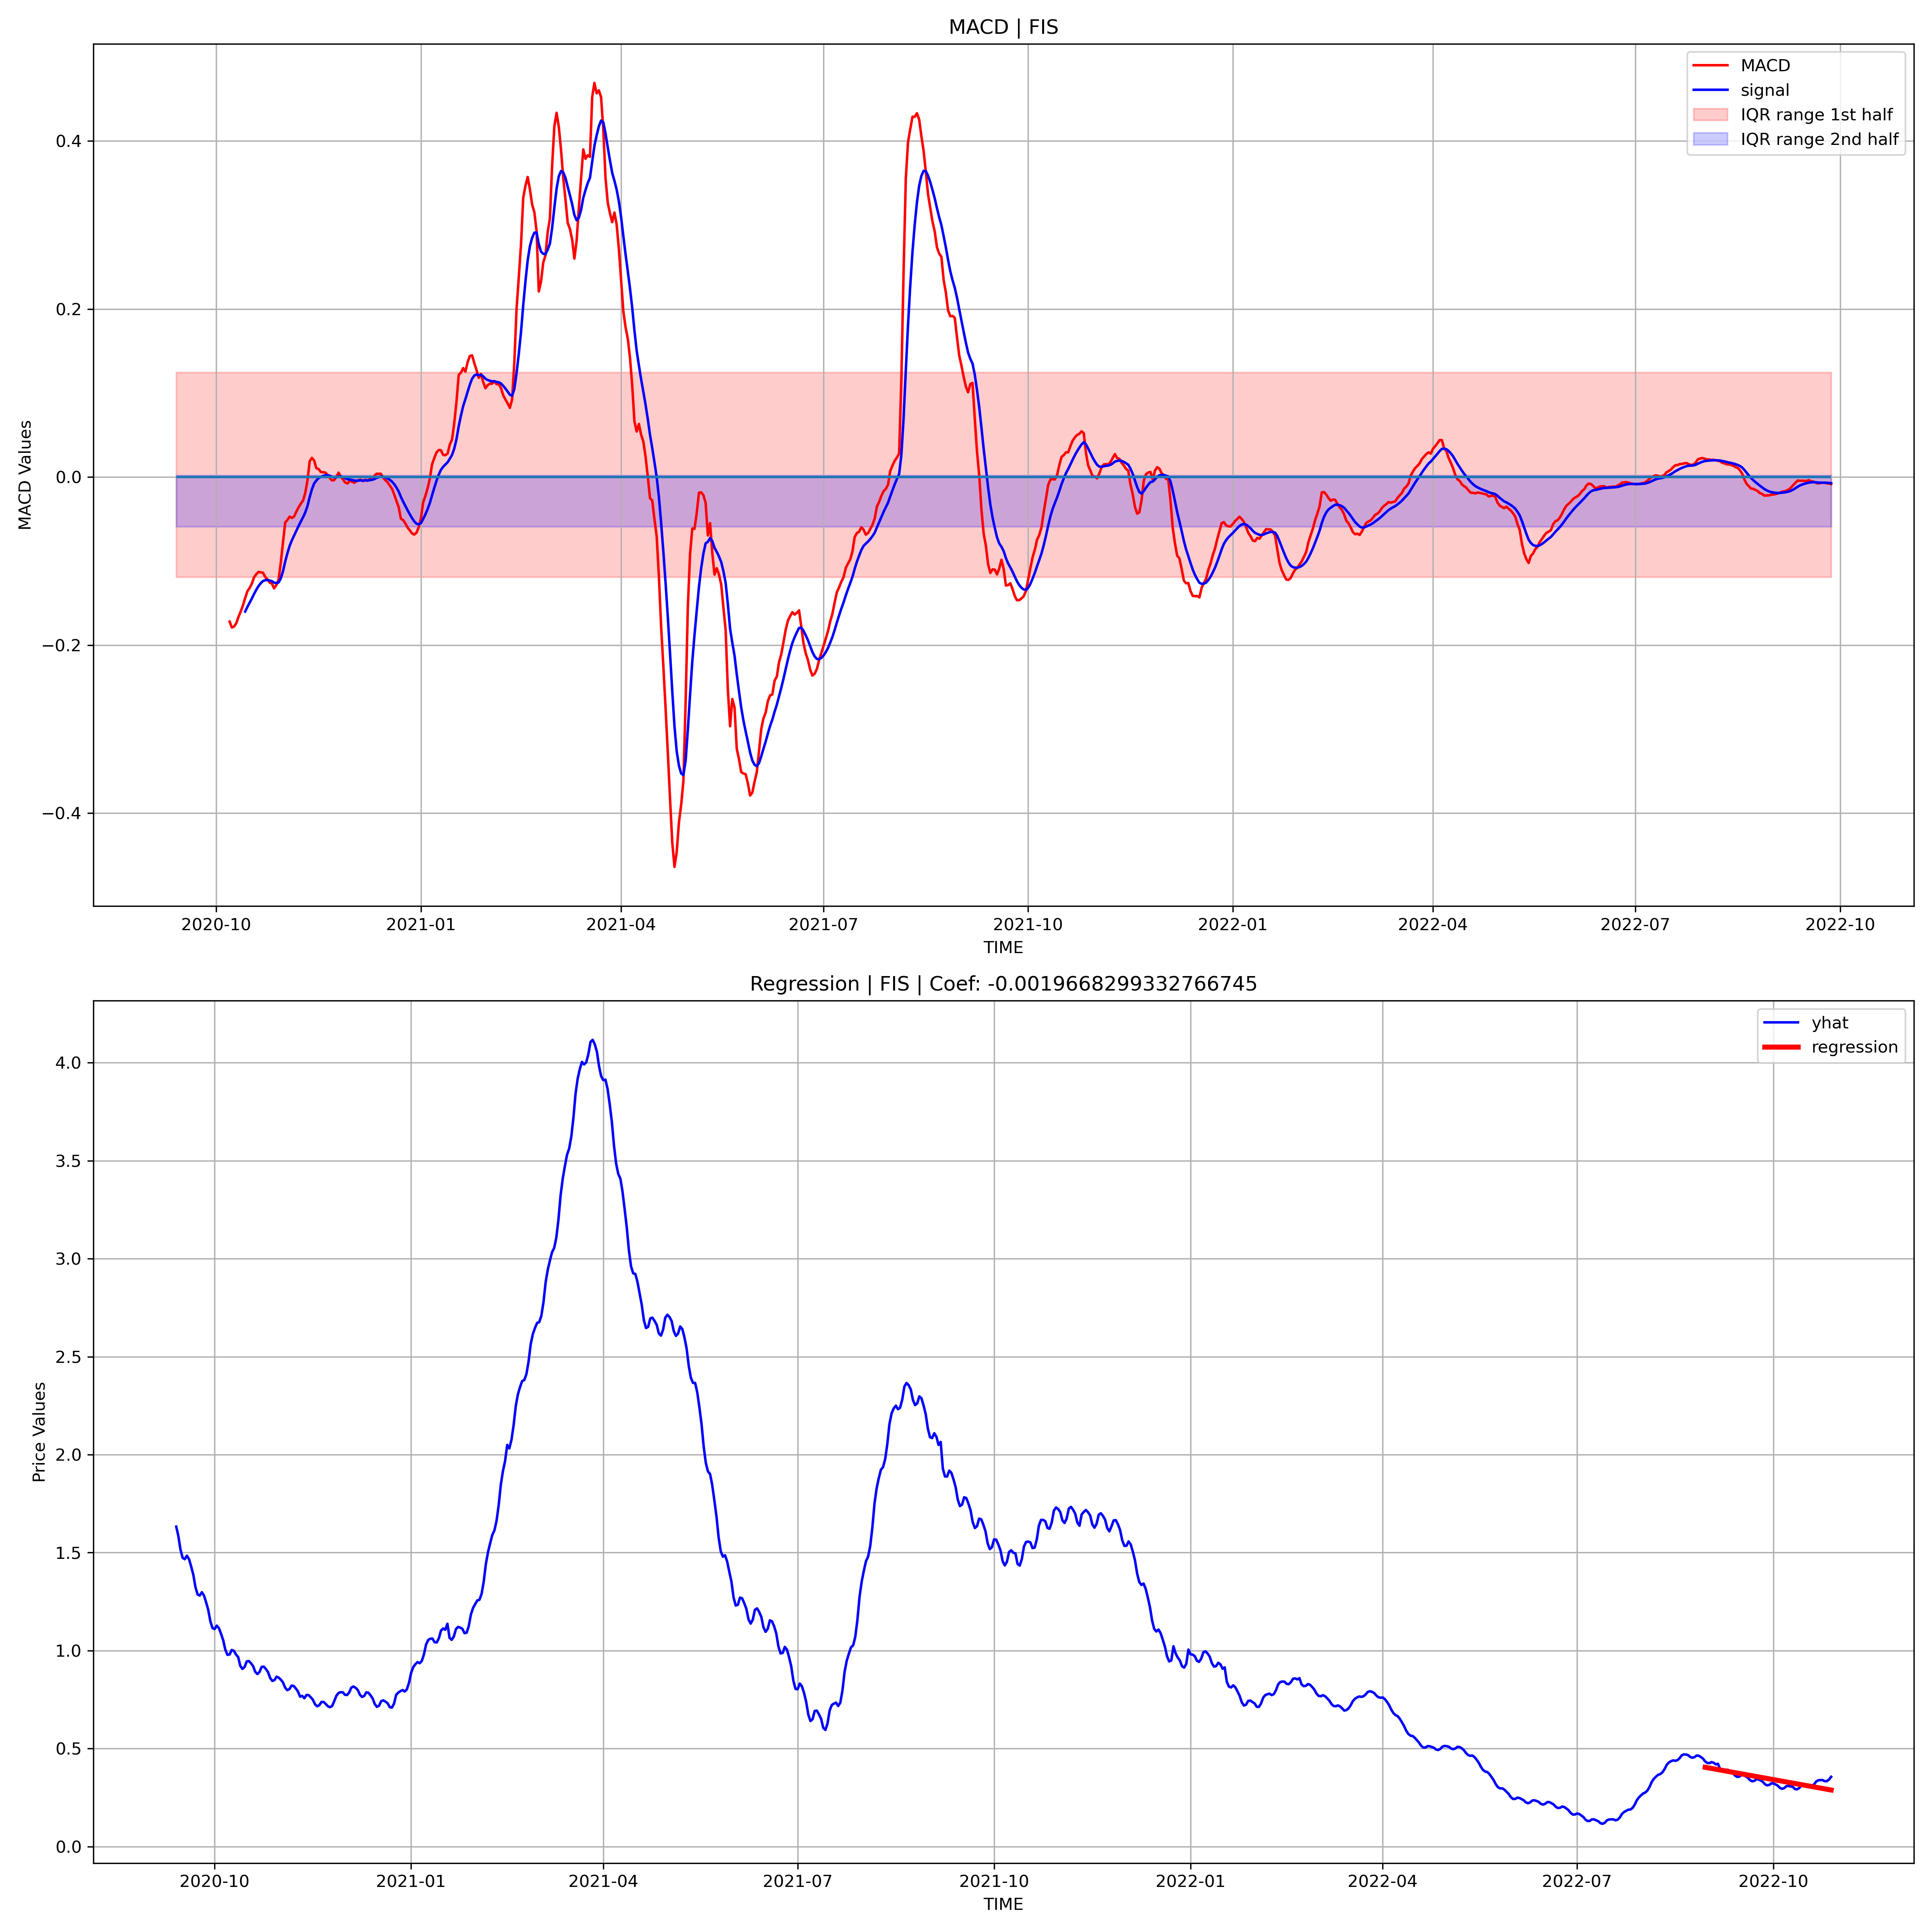 MACD | FIS
MACD
signal
IQR range 1st half
IQR range 2nd half
MACD Values
0.4
0.2
0.0
−0.2
−0.4
2020-10 2021-01 2021-04 2021-07 2021-10 2022-01 2022-04 2022-07 2022-10
TIME
Regression | FIS | Coef: -0.0019668299332766745
yhat
regression
Price Values
4.0
3.5
3.0
2.5
2.0
1.5
1.0
0.5
0.0
2020-10 2021-01 2021-04 2021-07 2021-10 2022-01 2022-04 2022-07 2022-10
TIME